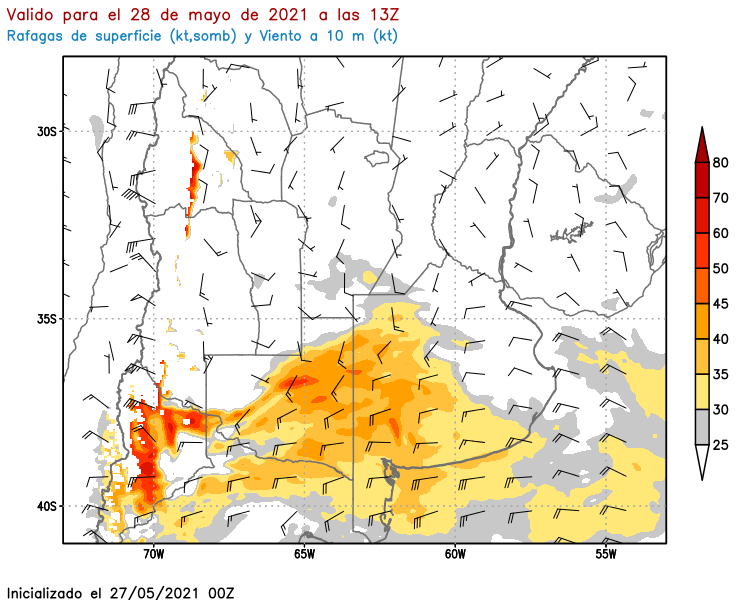 Valido para el 28 de mayo de 2021 a las 13Z
Rafagas de superficie (kt,somb) y Viento a 10 m (kt)
30S
35S
40S
70W 65W 60W 55W
80
70
60
50
45
40
35
30
25
Inicializado el 27/05/2021 00Z